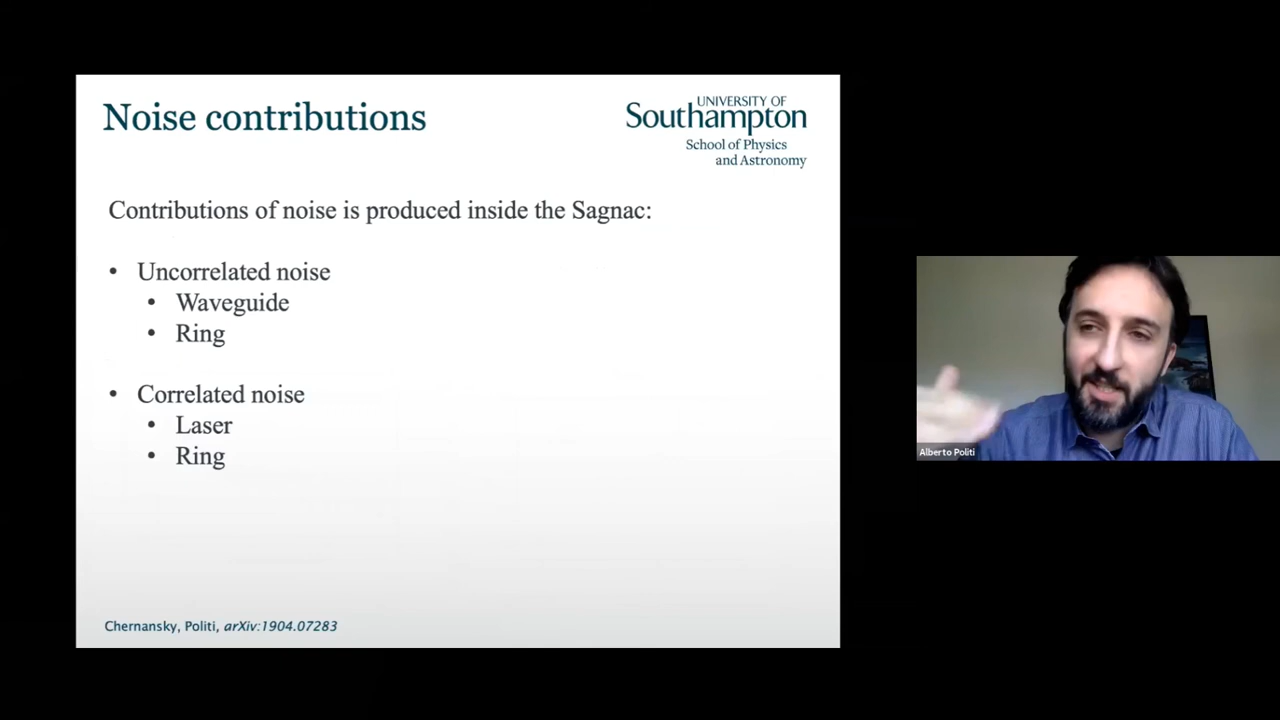 Noise contributions
UNIVERSITY OF
Southampton
School of Physics
and Astronomy
Contributions of noise is produced inside the Sagnac:
• Uncorrelated noise
• Waveguide
• Ring
• Correlated noise
• Laser
• Ring
Chernansky, Politi, arXiv:1904.07283
Alberto Politi